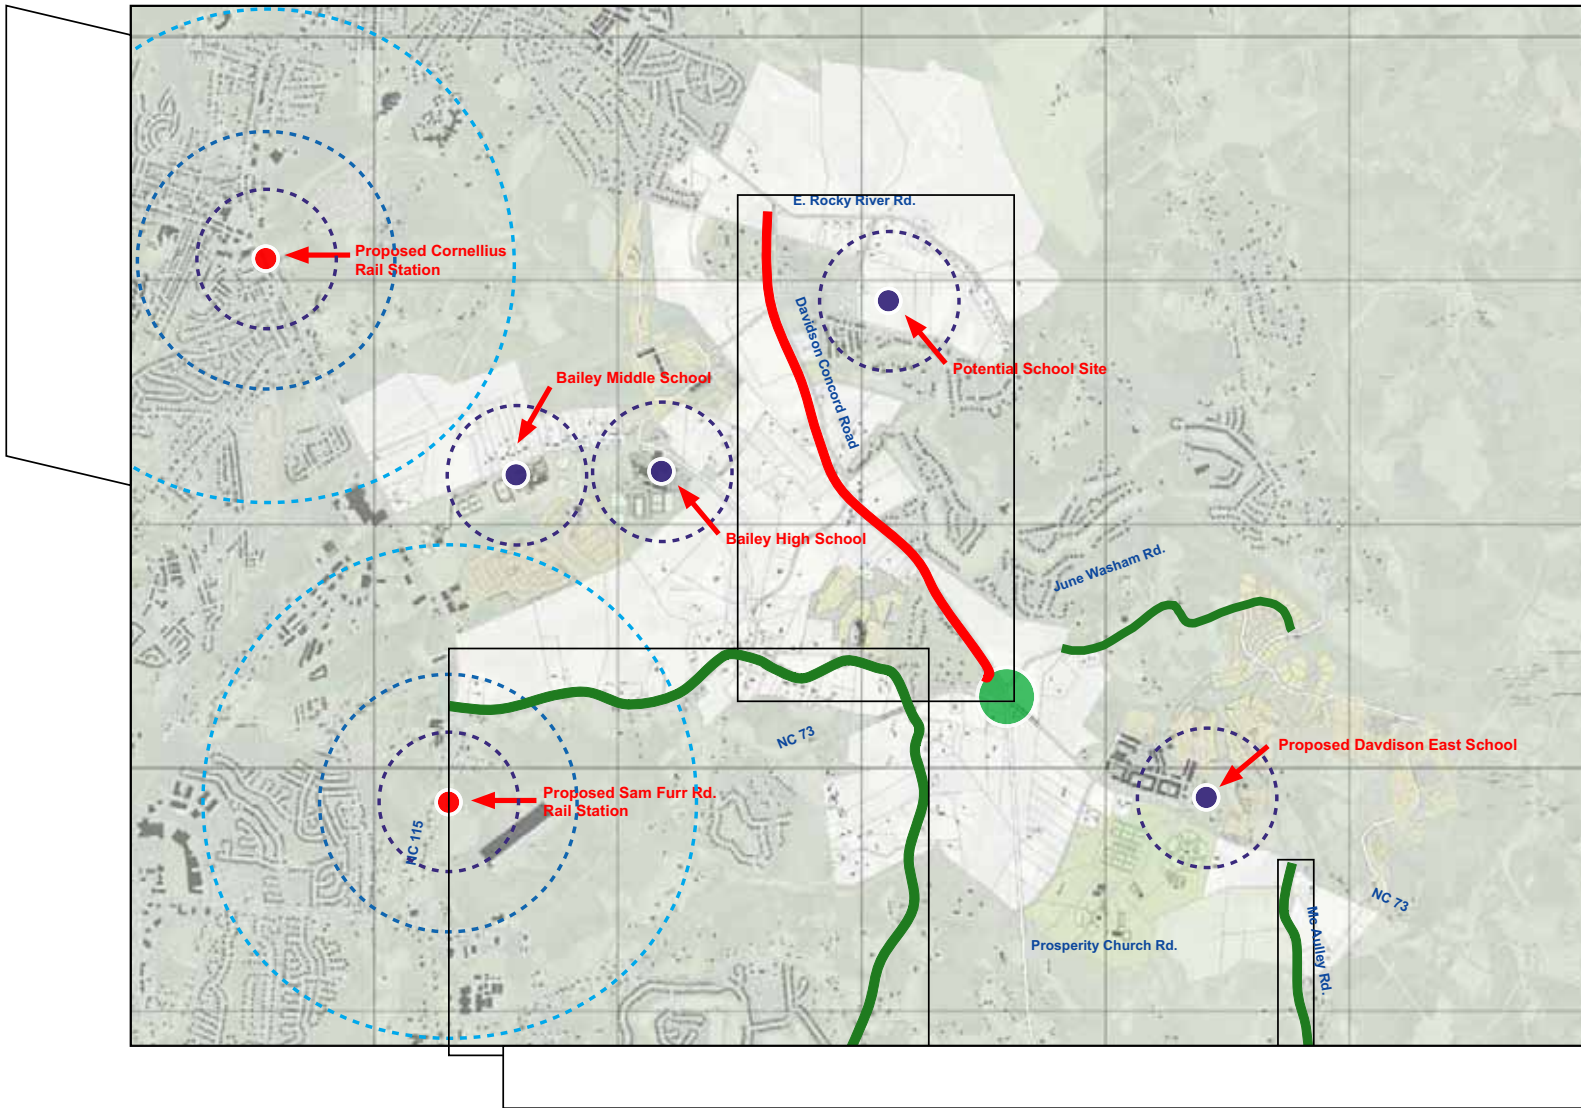 E. Rocky River Rd.
Proposed Cornellius
Rail Station
Davidson Concord Road
Potential School Site
Bailey Middle School
Bailey High School
June Washam Rd.
NC 73
Proposed Davdison East School
Proposed Sam Furr Rd.
Rail Station
NC 115
NC 73
Mc Aulley Rd.
Prosperity Church Rd.